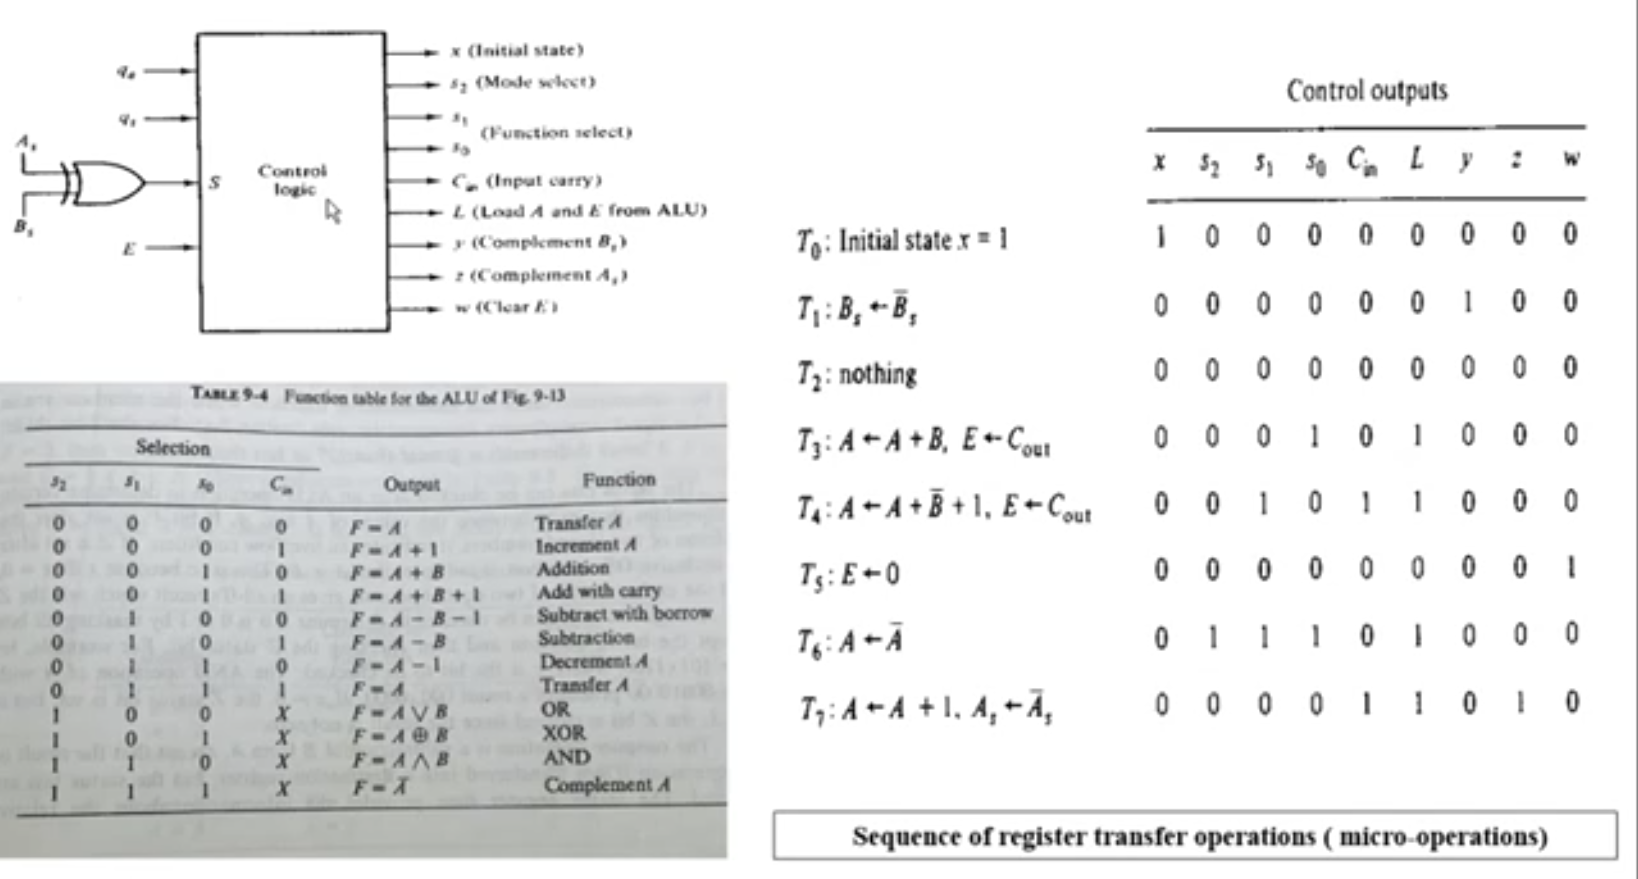 x (Initial state)
s₂ (Mode select)
s₁
(Function select)
s₀
Cᵢₙ (Input carry)
L (Load A and E from ALU)
y (Complement Bₛ)
z (Complement Aₛ)
w (Clear E)
qₐ
qₛ
Aₛ
Bₛ
S
E
Control
logic
TABLE 9-4 Function table for the ALU of Fig. 9-13
Selection
s₂ s₁ s₀ Cᵢₙ Output Function
0 0 0 0 F = A Transfer A
0 0 0 1 F = A + 1 Increment A
0 0 1 0 F = A + B Addition
0 0 1 1 F = A + B + 1 Add with carry
0 1 0 0 F = A − B − 1 Subtract with borrow
0 1 0 1 F = A − B Subtraction
0 1 1 0 F = A − 1 Decrement A
0 1 1 1 F = A Transfer A
1 0 0 X F = A ∨ B OR
1 0 1 X F = A ⊕ B XOR
1 1 0 X F = A ∧ B AND
1 1 1 X F = A̅ Complement A
Control outputs
x s₂ s₁ s₀ Cᵢₙ L y z w
T₀: Initial state x = 1 1 0 0 0 0 0 0 0 0
T₁: Bₛ ← B̅ₛ 0 0 0 0 0 0 1 0 0
T₂: nothing 0 0 0 0 0 0 0 0 0
T₃: A ← A + B, E ← Cₒᵤₜ 0 0 0 1 0 1 0 0 0
T₄: A ← A + B̅ + 1, E ← Cₒᵤₜ 0 0 1 0 1 1 0 0 0
T₅: E ← 0 0 0 0 0 0 0 0 0 1
T₆: A ← A̅ 0 1 1 1 0 1 0 0 0
T₇: A ← A + 1, Aₛ ← A̅ₛ 0 0 0 0 1 1 0 1 0
Sequence of register transfer operations ( micro-operations)